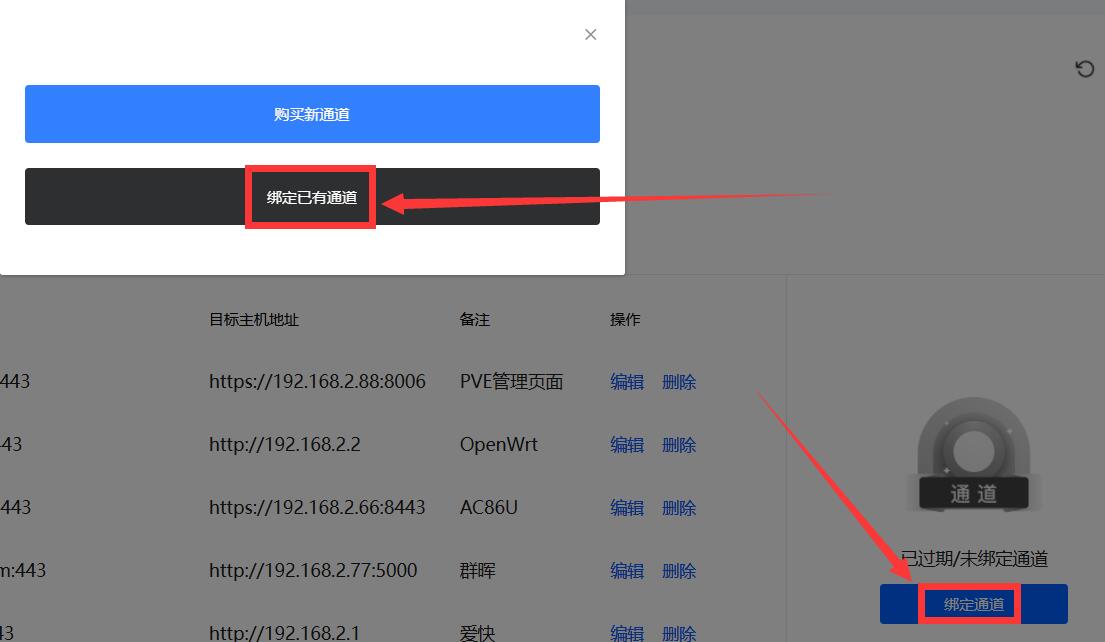 购买新通道
绑定已有通道
目标主机地址 备注 操作
:443 https://192.168.2.88:8006 PVE管理页面 编辑 删除
443 http://192.168.2.2 OpenWrt 编辑 删除
443 https://192.168.2.66:8443 AC86U 编辑 删除
通道
已过期/未绑定通道
m:443 http://192.168.2.77:5000 群晖 编辑 删除
绑定通道
43 http://192.168.2.1 爱快 编辑 删除